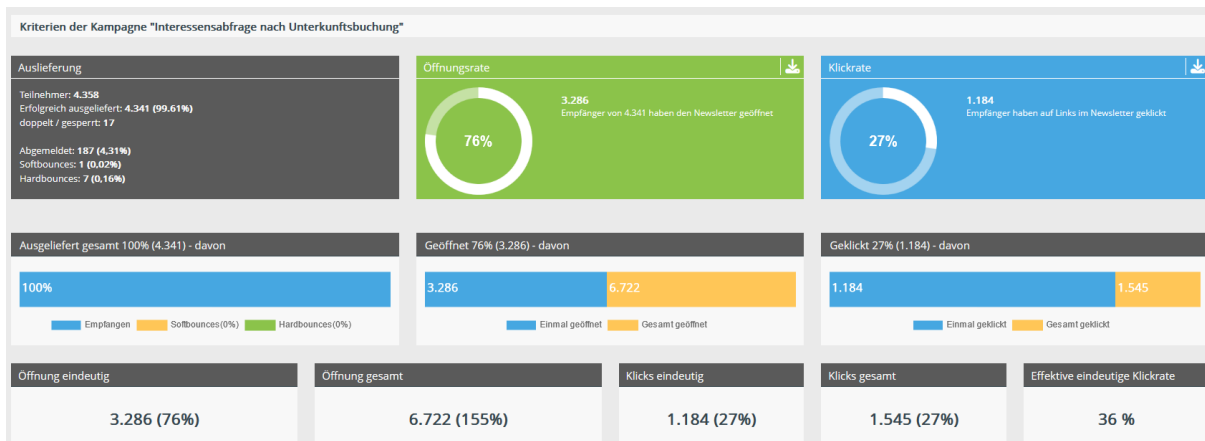 Kriterien der Kampagne "Interessensabfrage nach Unterkunftsbuchung"
Auslieferung
Teilnehmer: 4.358
Erfolgreich ausgeliefert: 4.341 (99.61%)
doppelt / gesperrt: 17
Abgemeldet: 187 (4,31%)
Softbounces: 1 (0,02%)
Hardbounces: 7 (0,16%)
Öffnungsrate
76%
3.286
Empfänger von 4.341 haben den Newsletter geöffnet
Klickrate
27%
1.184
Empfänger haben auf Links im Newsletter geklickt
Ausgeliefert gesamt 100% (4.341) - davon
100%
Empfangen Softbounces(0%) Hardbounces(0%)
Geöffnet 76% (3.286) - davon
3.286 6.722
Einmal geöffnet Gesamt geöffnet
Geklickt 27% (1.184) - davon
1.184 1.545
Einmal geklickt Gesamt geklickt
Öffnung eindeutig
3.286 (76%)
Öffnung gesamt
6.722 (155%)
Klicks eindeutig
1.184 (27%)
Klicks gesamt
1.545 (27%)
Effektive eindeutige Klickrate
36 %